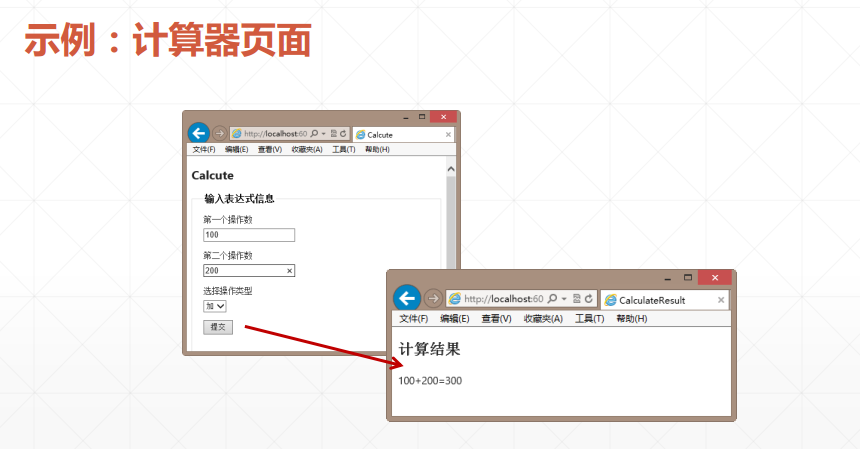 示例：计算器页面
http://localhost:60
Calcute
文件(F) 编辑(E) 查看(V) 收藏夹(A) 工具(T) 帮助(H)
Calcute
输入表达式信息
第一个操作数
100
第二个操作数
200
选择操作类型
加
提交
http://localhost:60
CalculateResult
文件(F) 编辑(E) 查看(V) 收藏夹(A) 工具(T) 帮助(H)
计算结果
100+200=300